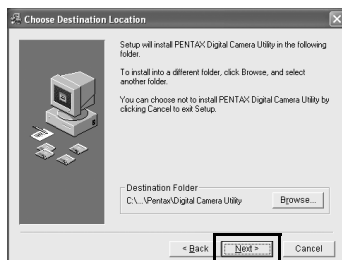 Choose Destination Location
Setup will install PENTAX Digital Camera Utility in the following
folder.
To install into a different folder, click Browse, and select
another folder.
You can choose not to install PENTAX Digital Camera Utility by
clicking Cancel to exit Setup.
Destination Folder
C:\...\Pentax\Digital Camera Utility
Browse...
< Back
Next >
Cancel